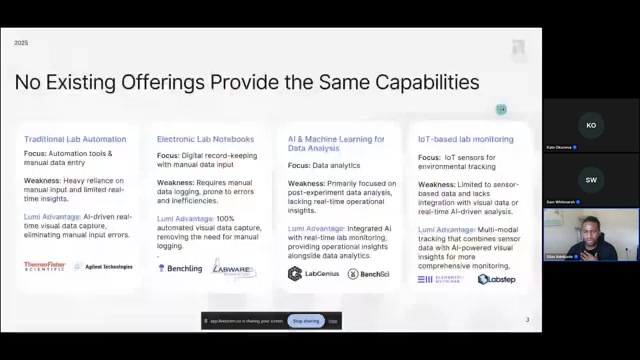 2025
No Existing Offerings Provide the Same Capabilities
Traditional Lab Automation
Focus: Automation tools &
manual data entry
Weakness: Heavy reliance on
manual input and limited real-
time insights.
Lumi Advantage: AI-driven real-
time visual data capture,
eliminating manual input errors.
ThermoFisher
SCIENTIFIC
Agilent Technologies
Electronic Lab Notebooks
Focus: Digital record-keeping
with manual data input
Weakness: Requires manual
data logging, prone to errors
and inefficiencies.
Lumi Advantage: 100%
automated visual data capture,
removing the need for manual
logging.
.
Benchling
LABWARE
AI & Machine Learning for
Data Analysis
Focus: Data analytics
Weakness: Primarily focused on
post-experiment data analysis,
lacking real-time operational
insights.
Lumi Advantage: Integrated AI
with real-time lab monitoring,
providing operational insights
alongside data analytics.
LabGenius
BenchSci
IoT-based lab monitoring
Focus: IoT sensors for
environmental tracking
Weakness: Limited to
sensor-based data and lacks
integration with visual data or
real-time AI-driven analysis.
Lumi Advantage: Multi-modal
tracking that combines sensor
data with AI-powered visual
insights for more
comprehensive monitoring.
Labstep
is sharing your screen.
Stop sharing
Hide
3
KO
Kate
SW
Sam
Silas